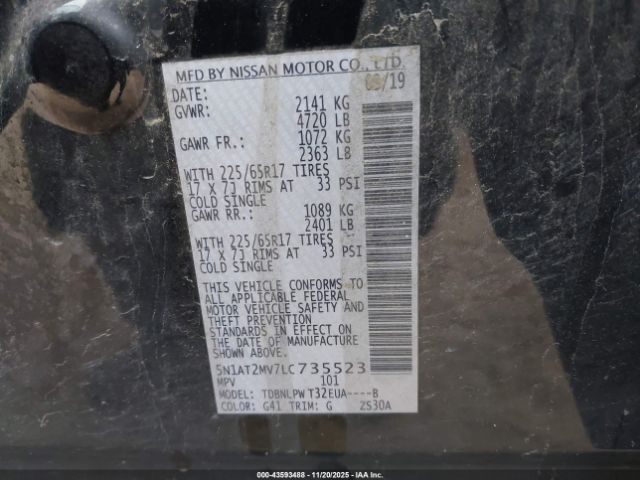 MFD BY NISSAN MOTOR CO., LTD.
DATE: 09/19
GVWR: 2141 KG
4720 LB
GAWR FR.: 1072 KG
2363 LB
WITH 225/65R17 TIRES
17 X 7J RIMS AT 33 PSI
COLD SINGLE
GAWR RR.: 1089 KG
2401 LB
WITH 225/65R17 TIRES
17 X 7J RIMS AT 33 PSI
COLD SINGLE
THIS VEHICLE CONFORMS TO
ALL APPLICABLE FEDERAL
MOTOR VEHICLE SAFETY AND
THEFT PREVENTION
STANDARDS IN EFFECT ON
THE DATE OF MANUFACTURE
SHOWN ABOVE.
5N1AT2MV7LC735523
MPV 101
MODEL: TDBNLPWT32EUA----B
COLOR: G41 TRIM: G ZS30A
000-43593488 - 11/20/2025 - IAA Inc.